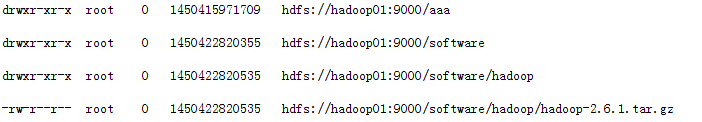 drwxr-xr-x root 0 1450415971709 hdfs://hadoop01:9000/aaa
drwxr-xr-x root 0 1450422820355 hdfs://hadoop01:9000/software
drwxr-xr-x root 0 1450422820535 hdfs://hadoop01:9000/software/hadoop
-rw-r--r-- root 0 1450422820535 hdfs://hadoop01:9000/software/hadoop/hadoop-2.6.1.tar.gz